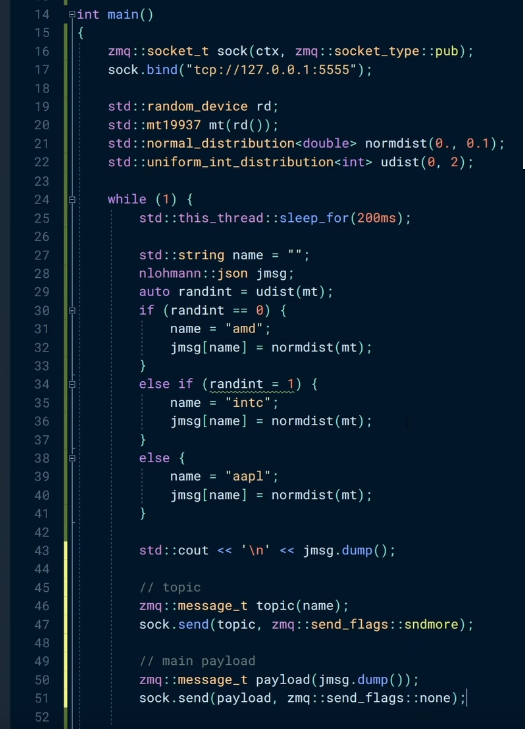 14 int main()
15 {
16 zmq::socket_t sock(ctx, zmq::socket_type::pub);
17 sock.bind("tcp://127.0.0.1:5555");
18
19 std::random_device rd;
20 std::mt19937 mt(rd());
21 std::normal_distribution<double> normdist(0., 0.1);
22 std::uniform_int_distribution<int> udist(0, 2);
23
24 while (1) {
25 std::this_thread::sleep_for(200ms);
26
27 std::string name = "";
28 nlohmann::json jmsg;
29 auto randint = udist(mt);
30 if (randint == 0) {
31 name = "amd";
32 jmsg[name] = normdist(mt);
33 }
34 else if (randint = 1) {
35 name = "intc";
36 jmsg[name] = normdist(mt);
37 }
38 else {
39 name = "aapl";
40 jmsg[name] = normdist(mt);
41 }
42
43 std::cout << '\n' << jmsg.dump();
44
45 // topic
46 zmq::message_t topic(name);
47 sock.send(topic, zmq::send_flags::sndmore);
48
49 // main payload
50 zmq::message_t payload(jmsg.dump());
51 sock.send(payload, zmq::send_flags::none);
52